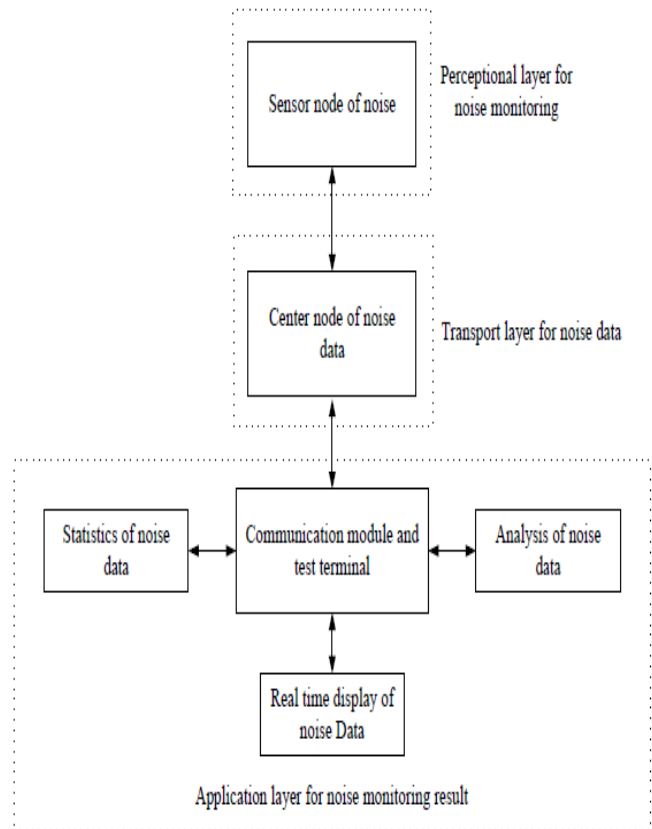 Sensor node of noise
Perceptional layer for
noise monitoring
Center node of noise
data
Transport layer for noise data
Statistics of noise
data
Communication module and
test terminal
Analysis of noise
data
Real time display of
noise Data
Application layer for noise monitoring result